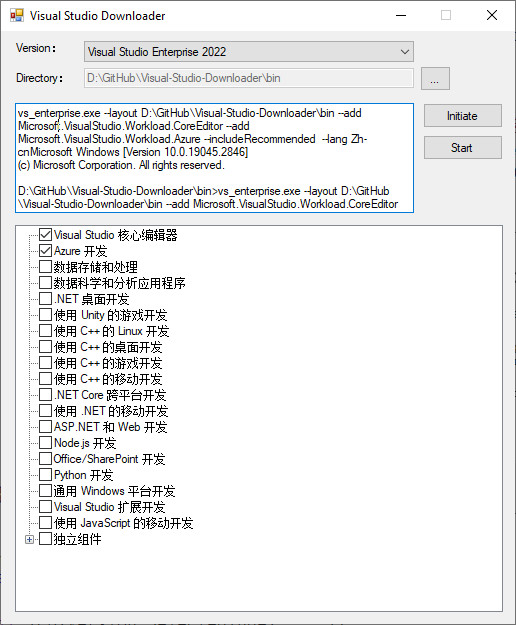 Visual Studio Downloader
Version:
Visual Studio Enterprise 2022
Directory:
D:\GitHub\Visual-Studio-Downloader\bin
...
vs_enterprise.exe --layout D:\GitHub\Visual-Studio-Downloader\bin --add
Microsoft.VisualStudio.Workload.CoreEditor --add
Microsoft.VisualStudio.Workload.Azure --includeRecommended --lang Zh-
cnMicrosoft Windows [Version 10.0.19045.2846]
(c) Microsoft Corporation. All rights reserved.
D:\GitHub\Visual-Studio-Downloader\bin>vs_enterprise.exe --layout D:\GitHub
\Visual-Studio-Downloader\bin --add Microsoft.VisualStudio.Workload.CoreEditor
Initiate
Start
Visual Studio 核心编辑器
Azure 开发
数据存储和处理
数据科学和分析应用程序
.NET 桌面开发
使用 Unity 的游戏开发
使用 C++ 的 Linux 开发
使用 C++ 的桌面开发
使用 C++ 的游戏开发
使用 C++ 的移动开发
.NET Core 跨平台开发
使用 .NET 的移动开发
ASP.NET 和 Web 开发
Node.js 开发
Office/SharePoint 开发
Python 开发
通用 Windows 平台开发
Visual Studio 扩展开发
使用 JavaScript 的移动开发
独立组件